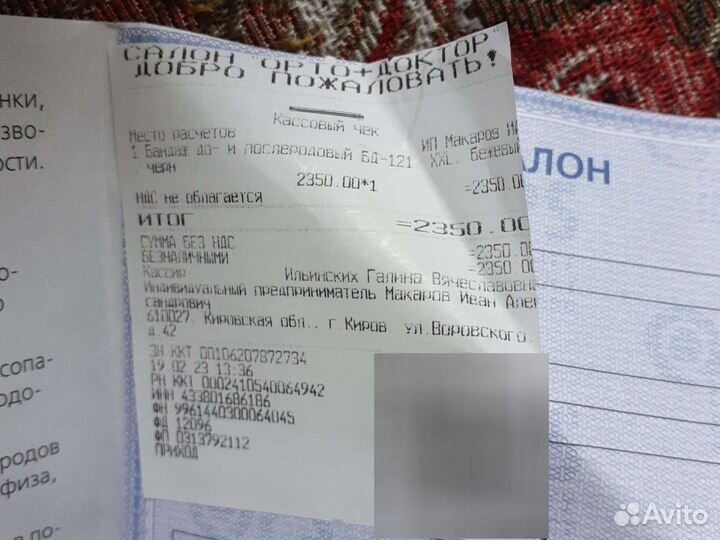 САЛОН "ОРТО+ДОКТОР"
ДОБРО ПОЖАЛОВАТЬ!
Кассовый чек
Место расчетов ИП Макаров И
1 Бандаж до- и послеродовый БД-121 XXL. Бежевый
. черн
2350.00*1 =2350.00
НДС не облагается
ИТОГ =2350.00
СУММА БЕЗ НДС =2350.00
БЕЗНАЛИЧНЫМИ =2350.00
Кассир Ильинских Галина Вячеславовна
Индивидуальный предприниматель Макаров Иван Алек
сандрович
610027. Кировская обл., г.Киров ул.Воровского.
д.42
ЗН ККТ 00106207872734
19.02.23 13:36
РН ККТ 0002410540064942
ИНН 433801686186
ФН 9961440300064045
ФД 12096
ФП 0313792112
ПРИХОД
НКИ,
ЗВО-
ОСТИ.
О-
О
СОПА-
ОДО-
РОДОВ
ФИЗА,
ПО-
АЛОН
Avito